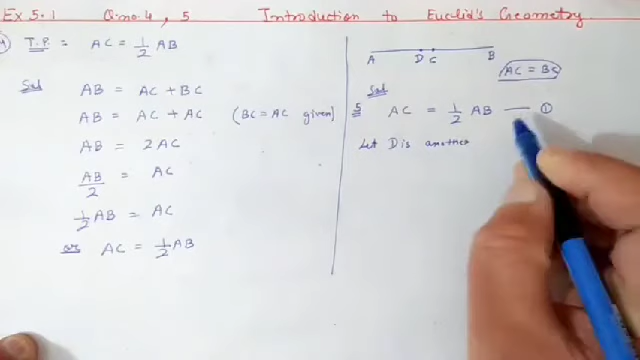 Ex 5.1 Q.no. 4, 5 Introduction to Euclid's Geometry
4) T.P. = AC = 1/2 AB
Sol
AB = AC + BC
AB = AC + AC (BC = AC given)
AB = 2AC
AB/2 = AC
1/2 AB = AC
or AC = 1/2 AB
A D C B
AC = BC
Sol
5 AC = 1/2 AB — ①
Let D is another